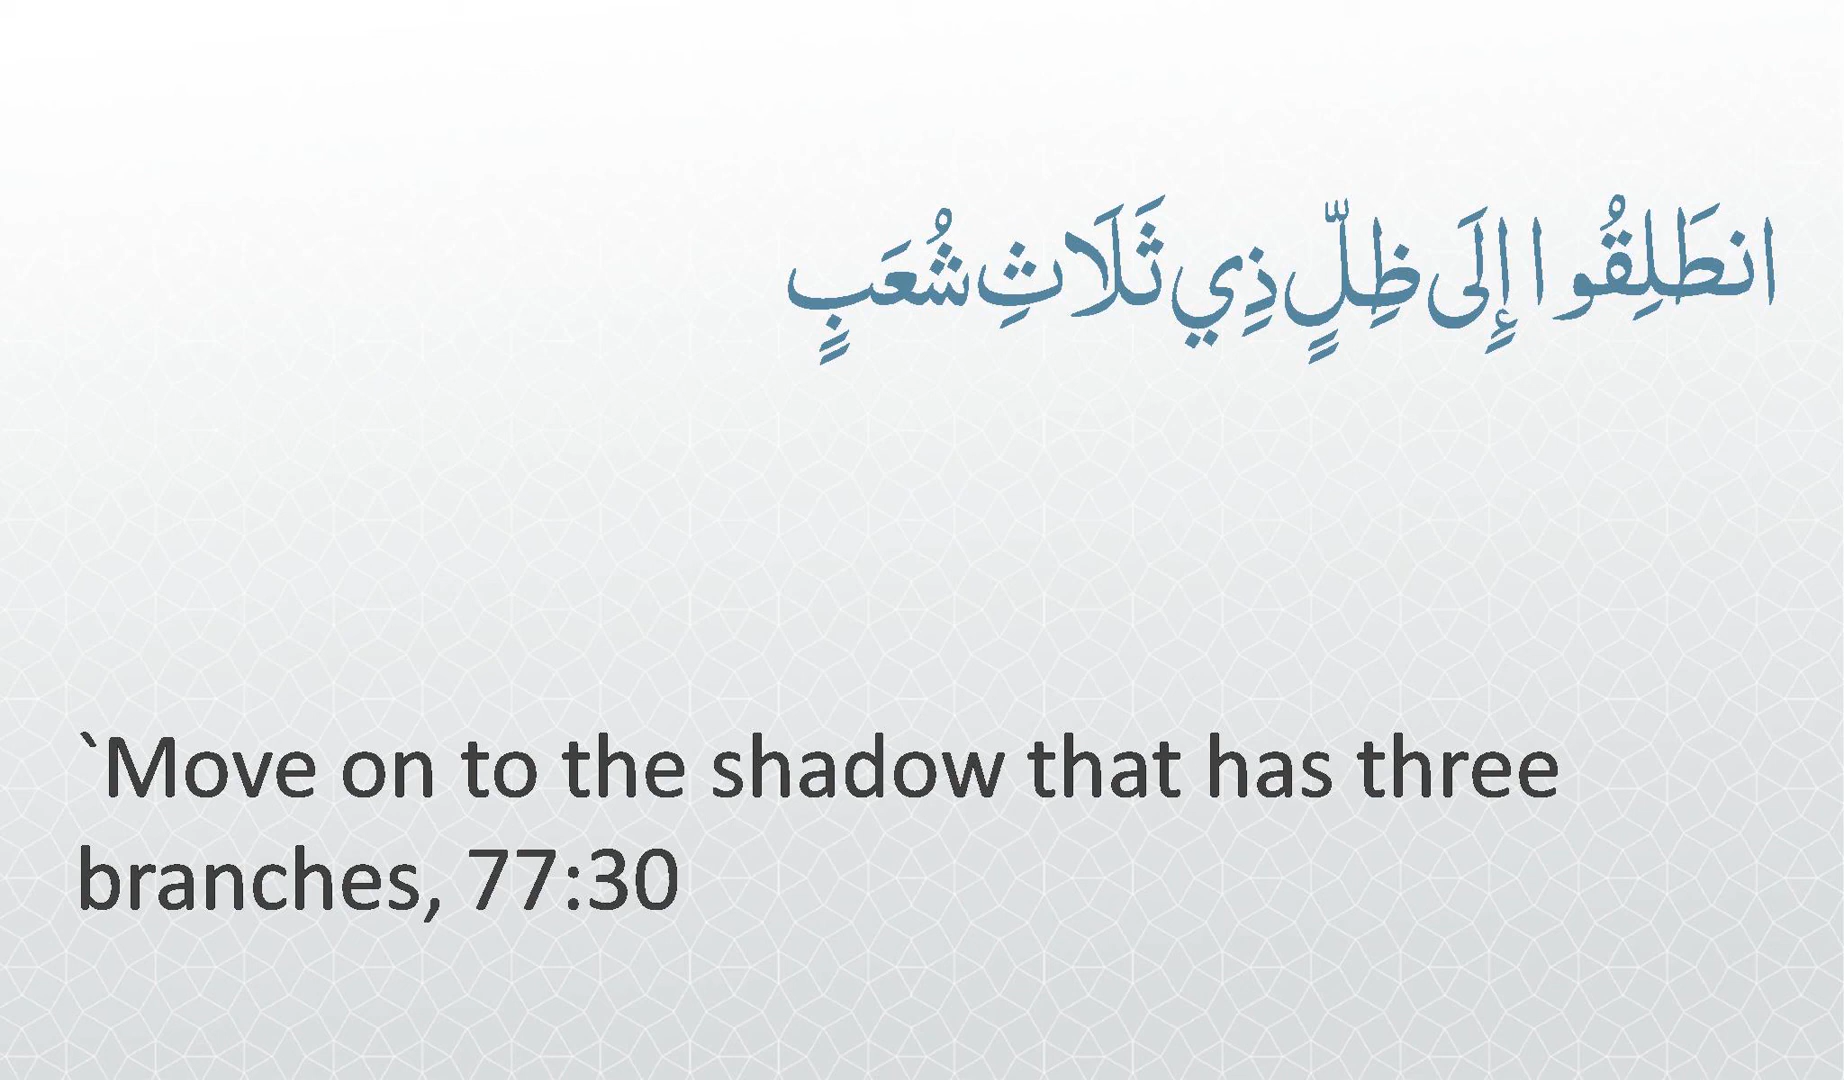 انطَلِقُوا إِلَى ظِلٍّ ذِي ثَلَاثِ شُعَبٍ
`Move on to the shadow that has three
branches, 77:30